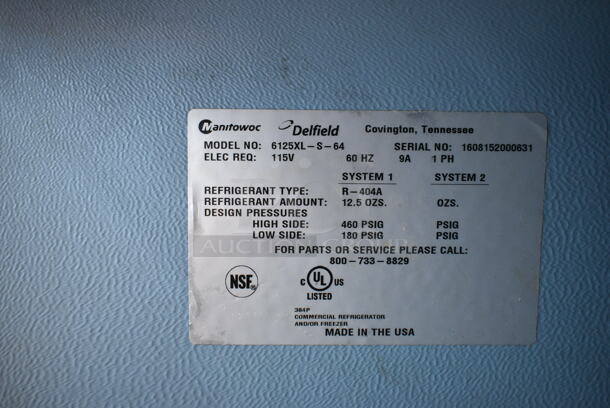 Manitowoc Delfield Covington, Tennessee
MODEL NO: 6125XL-S-64 SERIAL NO: 1608152000631
ELEC REQ: 115V 60 HZ 9A 1 PH
SYSTEM 1 SYSTEM 2
REFRIGERANT TYPE: R-404A
REFRIGERANT AMOUNT: 12.5 OZS. OZS.
DESIGN PRESSURES
HIGH SIDE: 460 PSIG PSIG
LOW SIDE: 180 PSIG PSIG
FOR PARTS OR SERVICE PLEASE CALL:
800-733-8829
NSF®
C UL US
LISTED
384P
COMMERCIAL REFRIGERATOR
AND/OR FREEZER
MADE IN THE USA